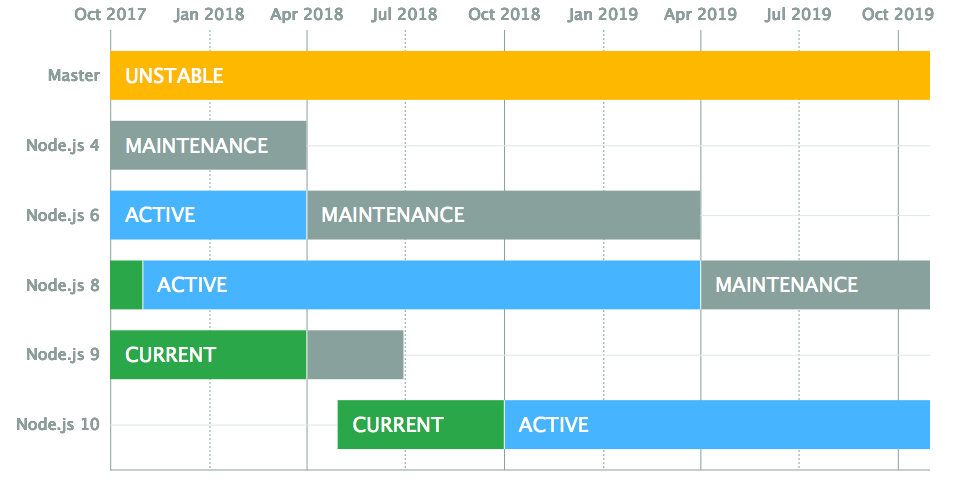 Oct 2017 Jan 2018 Apr 2018 Jul 2018 Oct 2018 Jan 2019 Apr 2019 Jul 2019 Oct 2019
Master UNSTABLE
Node.js 4 MAINTENANCE
Node.js 6 ACTIVE MAINTENANCE
Node.js 8 ACTIVE MAINTENANCE
Node.js 9 CURRENT
Node.js 10 CURRENT ACTIVE